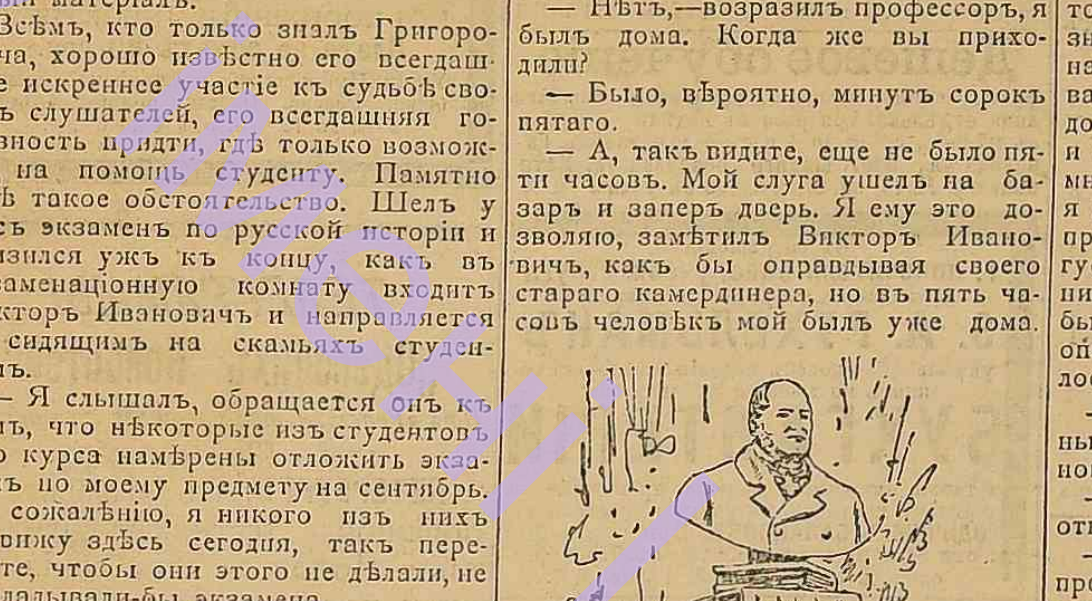 матеріалъ.
Всѣмъ, кто только зналъ Григоро-
ча, хорошо извѣстно его всегдаш-
е искреннее участіе къ судьбѣ сво-
ъ слушателей, его всегдашняя го-
вность придти, гдѣ только возмож-
на помощь студенту. Памятно
ѣ такое обстоятельство. Шелъ у
съ экзаменъ по русской исторіи и
изился ужъ къ концу, какъ въ
заменаціонную комнату входитъ
кторъ Ивановичъ и направляется
сидящимъ на скамьяхъ студен-
ъ.
— Я слышалъ, обращается онъ къ
ъ, что нѣкоторые изъ студентовъ
о курса намѣрены отложить экза-
ъ по моему предмету на сентябрь.
сожалѣнію, я никого изъ нихъ
вижу здѣсь сегодня, такъ пере-
те, чтобы они этого не дѣлали, не
ладывали-бы экзамена
— Нѣтъ,—возразилъ профессоръ, я
былъ дома. Когда же вы прихо-
дили?
— Было, вѣроятно, минутъ сорокъ
пятаго.
— А, такъ видите, еще не было пя-
ти часовъ. Мой слуга ушелъ на ба-
заръ и заперъ дверь. Я ему это до-
зволяю, замѣтилъ Викторъ Ивано-
вичъ, какъ бы оправдывая своего
стараго камердинера, но въ пять ча-
совъ человѣкъ мой былъ уже дома.